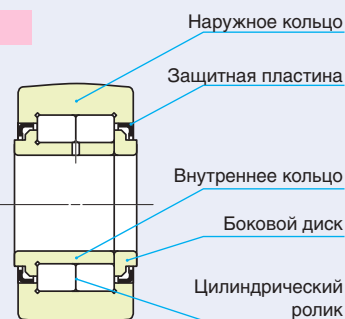 Наружное кольцо
Защитная пластина
Внутреннее кольцо
Боковой диск
Цилиндрический
ролик